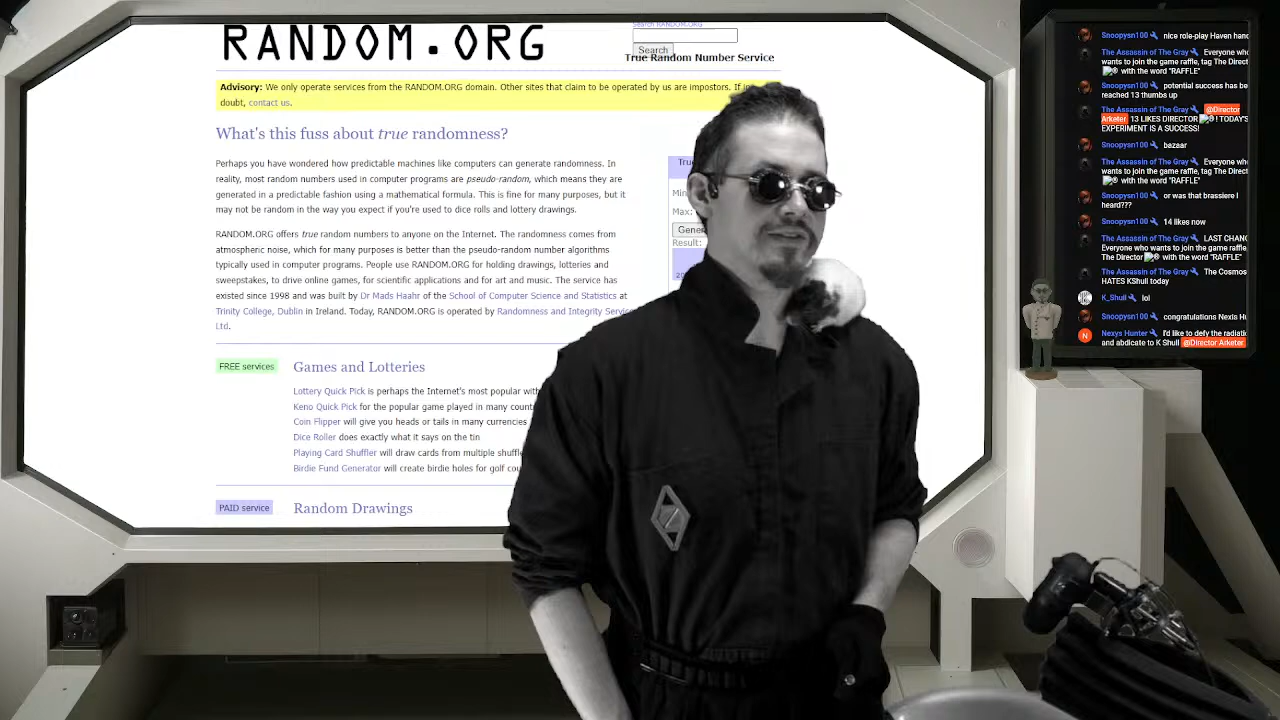 RANDOM.ORG
Search RANDOM.ORG
Search
True Random Number Service
Advisory: We only operate services from the RANDOM.ORG domain. Other sites that claim to be operated by us are impostors. If in
doubt, contact us.
What's this fuss about true randomness?
Perhaps you have wondered how predictable machines like computers can generate randomness. In
reality, most random numbers used in computer programs are pseudo-random, which means they are
generated in a predictable fashion using a mathematical formula. This is fine for many purposes, but it
may not be random in the way you expect if you're used to dice rolls and lottery drawings.
RANDOM.ORG offers true random numbers to anyone on the Internet. The randomness comes from
atmospheric noise, which for many purposes is better than the pseudo-random number algorithms
typically used in computer programs. People use RANDOM.ORG for holding drawings, lotteries and
sweepstakes, to drive online games, for scientific applications and for art and music. The service has
existed since 1998 and was built by Dr Mads Haahr of the School of Computer Science and Statistics at
Trinity College, Dublin in Ireland. Today, RANDOM.ORG is operated by Randomness and Integrity Servic
Ltd.
Tru
Min
Max:
Gener
Result:
20
FREE services
Games and Lotteries
Lottery Quick Pick is perhaps the Internet's most popular with
Keno Quick Pick for the popular game played in many count
Coin Flipper will give you heads or tails in many currencies
Dice Roller does exactly what it says on the tin
Playing Card Shuffler will draw cards from multiple shuffle
Birdie Fund Generator will create birdie holes for golf cou
PAID service
Random Drawings
Snoopysn100 nice role-play Haven hand
The Assassin of The Gray Everyone who
wants to join the game raffle, tag The Director
with the word "RAFFLE"
Snoopysn100 potential success has be
reached 13 thumbs up
The Assassin of The Gray @Director
Arketer 13 LIKES DIRECTOR ! TODAY'S
EXPERIMENT IS A SUCCESS!
Snoopysn100 bazaar
The Assassin of The Gray Everyone who
wants to join the game raffle, tag The Director
with the word "RAFFLE"
Snoopysn100 or was that brassiere I
heard???
Snoopysn100 14 likes now
The Assassin of The Gray LAST CHANC
Everyone who wants to join the game raffle
The Director with the word "RAFFLE"
The Assassin of The Gray The Cosmos
HATES KShull today
K_Shull lol
Snoopysn100 congratulations Nexis Hu
Nexys Hunter I'd like to defy the radiati
and abdicate to K Shull @Director Arketer